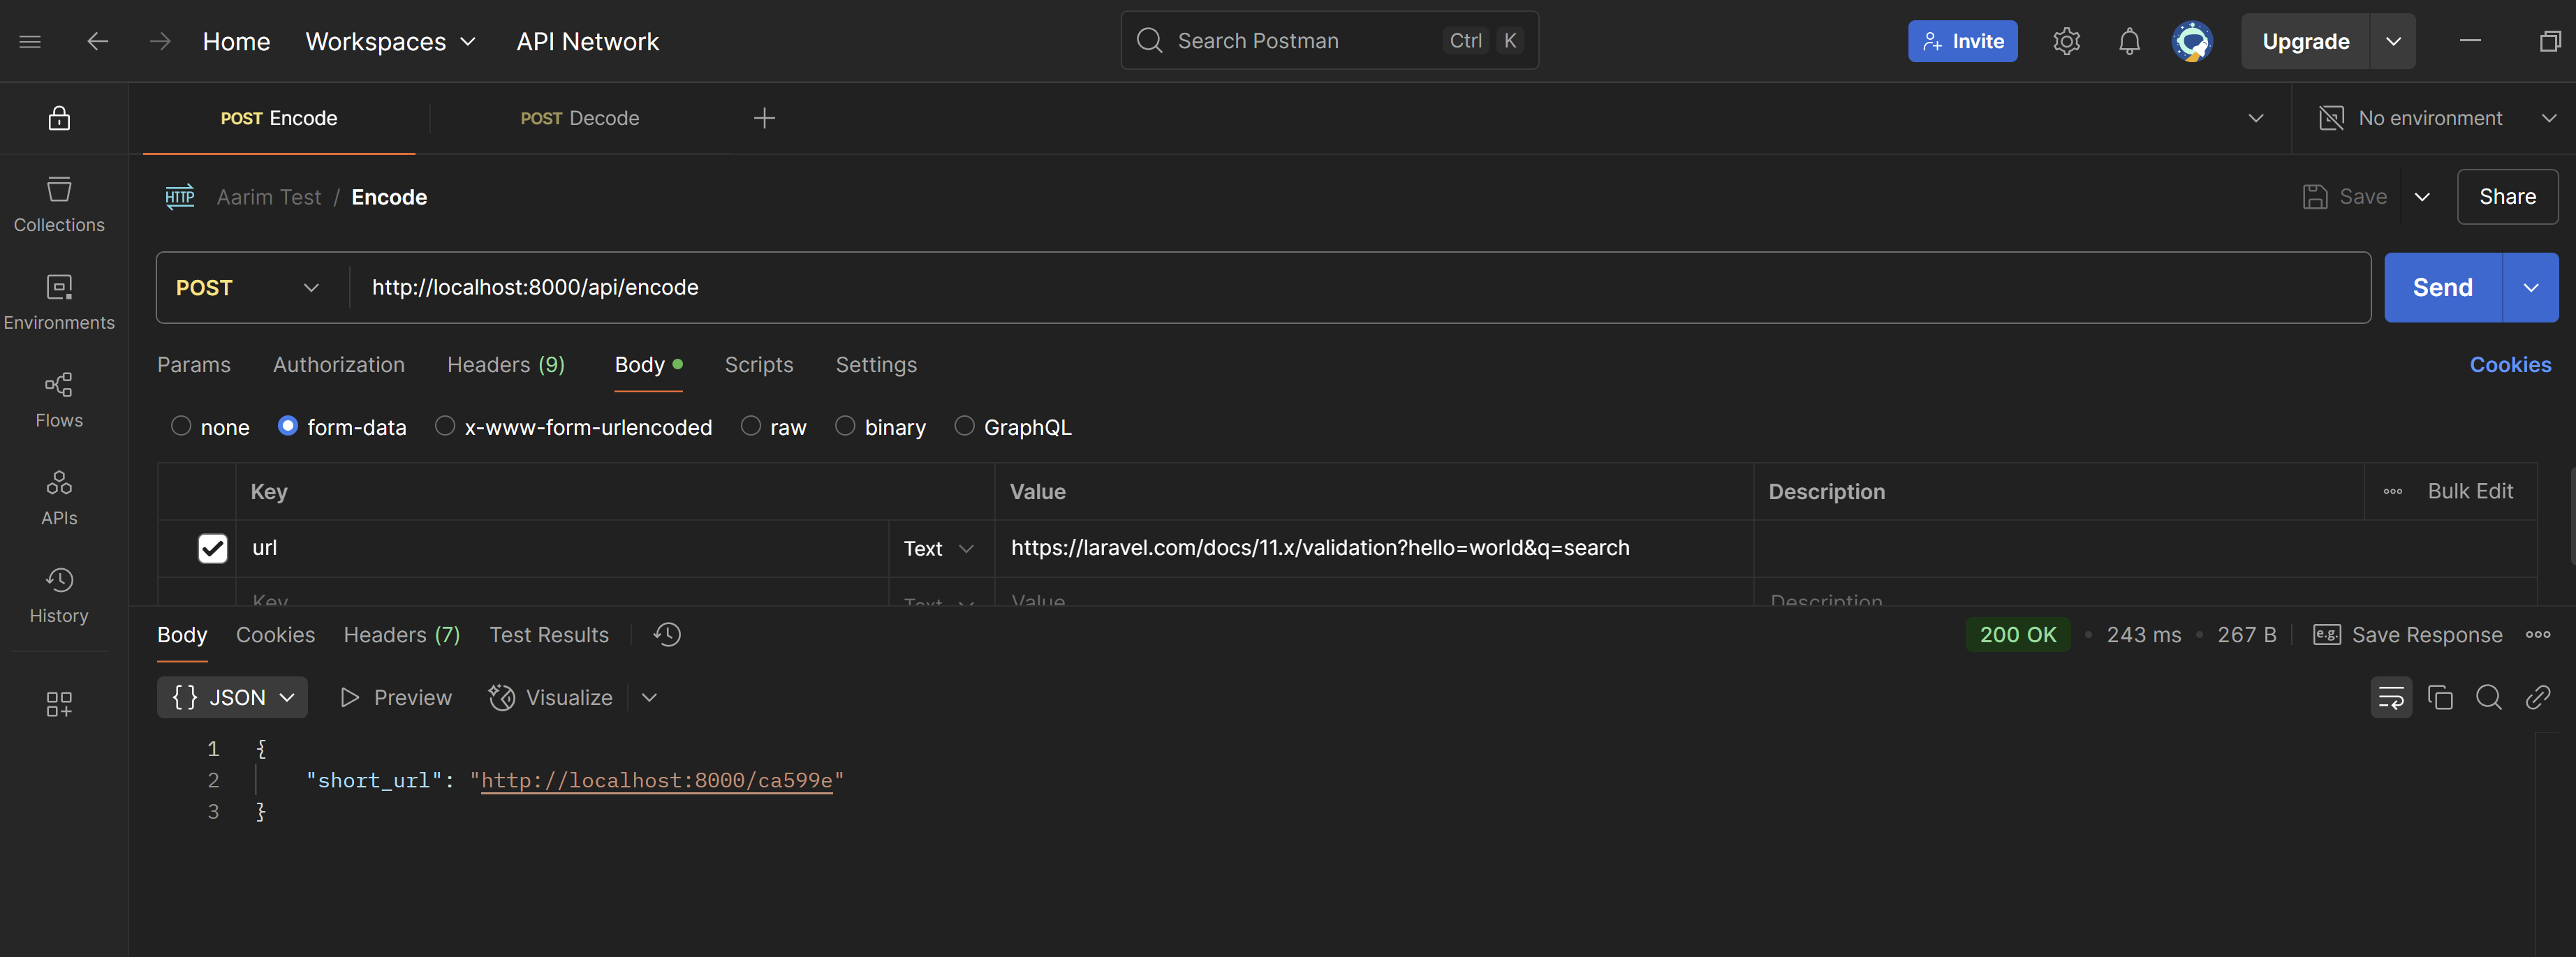 Home Workspaces API Network Search Postman Ctrl K Invite Upgrade
POST Encode POST Decode No environment
HTTP Aarim Test / Encode Save Share
Collections
Environments
Flows
APIs
History
POST http://localhost:8000/api/encode Send
Params Authorization Headers (9) Body Scripts Settings Cookies
none form-data x-www-form-urlencoded raw binary GraphQL
Key Value Description Bulk Edit
url Text https://laravel.com/docs/11.x/validation?hello=world&q=search
Key Text Value Description
Body Cookies Headers (7) Test Results 200 OK • 243 ms • 267 B e.g. Save Response
{} JSON Preview Visualize
1 {
2 "short_url": "http://localhost:8000/ca599e"
3 }